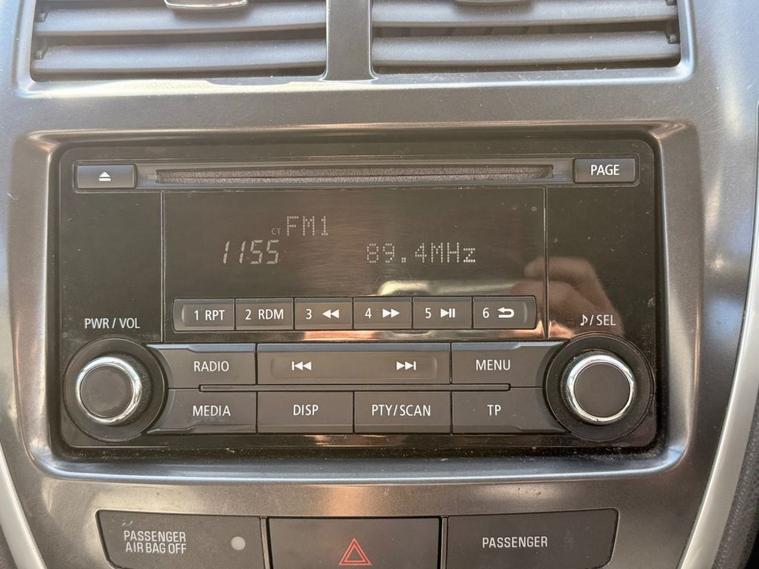 PAGE
CT FM1
1155 89.4MHz
1 RPT 2 RDM 3 4 5 6
PWR / VOL
♪/SEL
RADIO MENU
MEDIA DISP PTY/SCAN TP
PASSENGER
AIR BAG OFF
PASSENGER